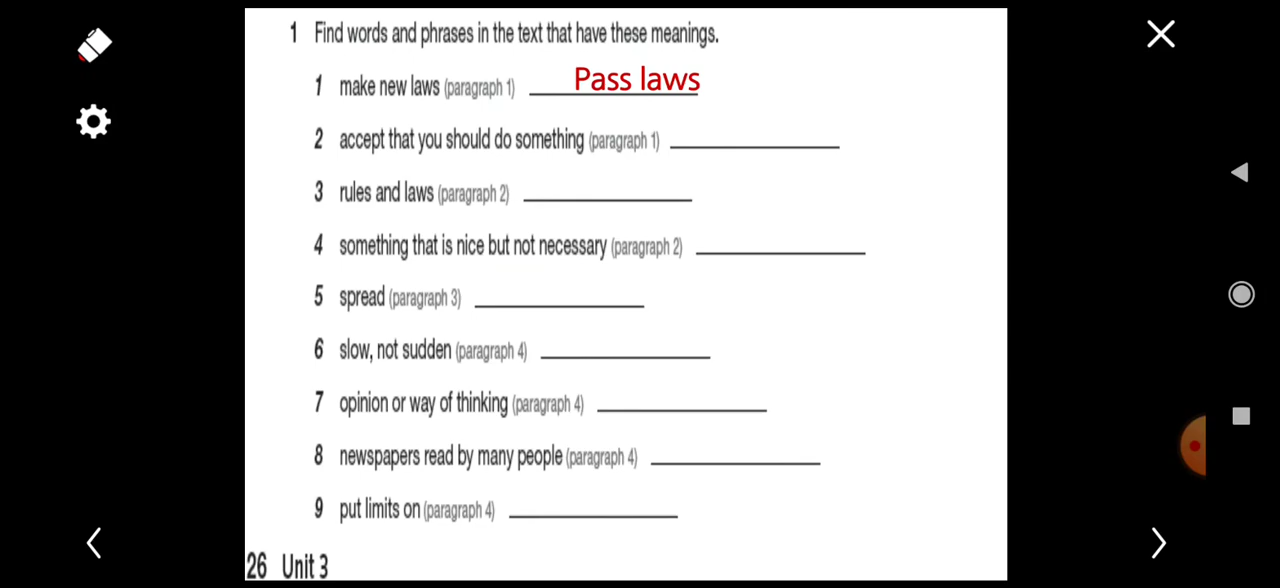 1 Find words and phrases in the text that have these meanings.
1 make new laws (paragraph 1) Pass laws
2 accept that you should do something (paragraph 1)
3 rules and laws (paragraph 2)
4 something that is nice but not necessary (paragraph 2)
5 spread (paragraph 3)
6 slow, not sudden (paragraph 4)
7 opinion or way of thinking (paragraph 4)
8 newspapers read by many people (paragraph 4)
9 put limits on (paragraph 4)
26 Unit 3